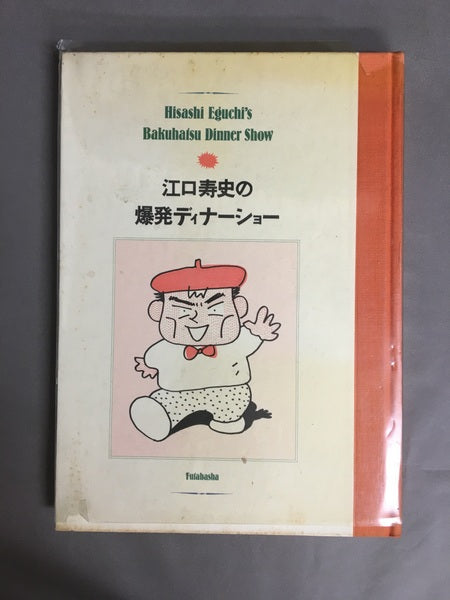 Hisashi Eguchi's
Bakuhatsu Dinner Show
江口寿史の
爆発ディナーショー
Futabasha